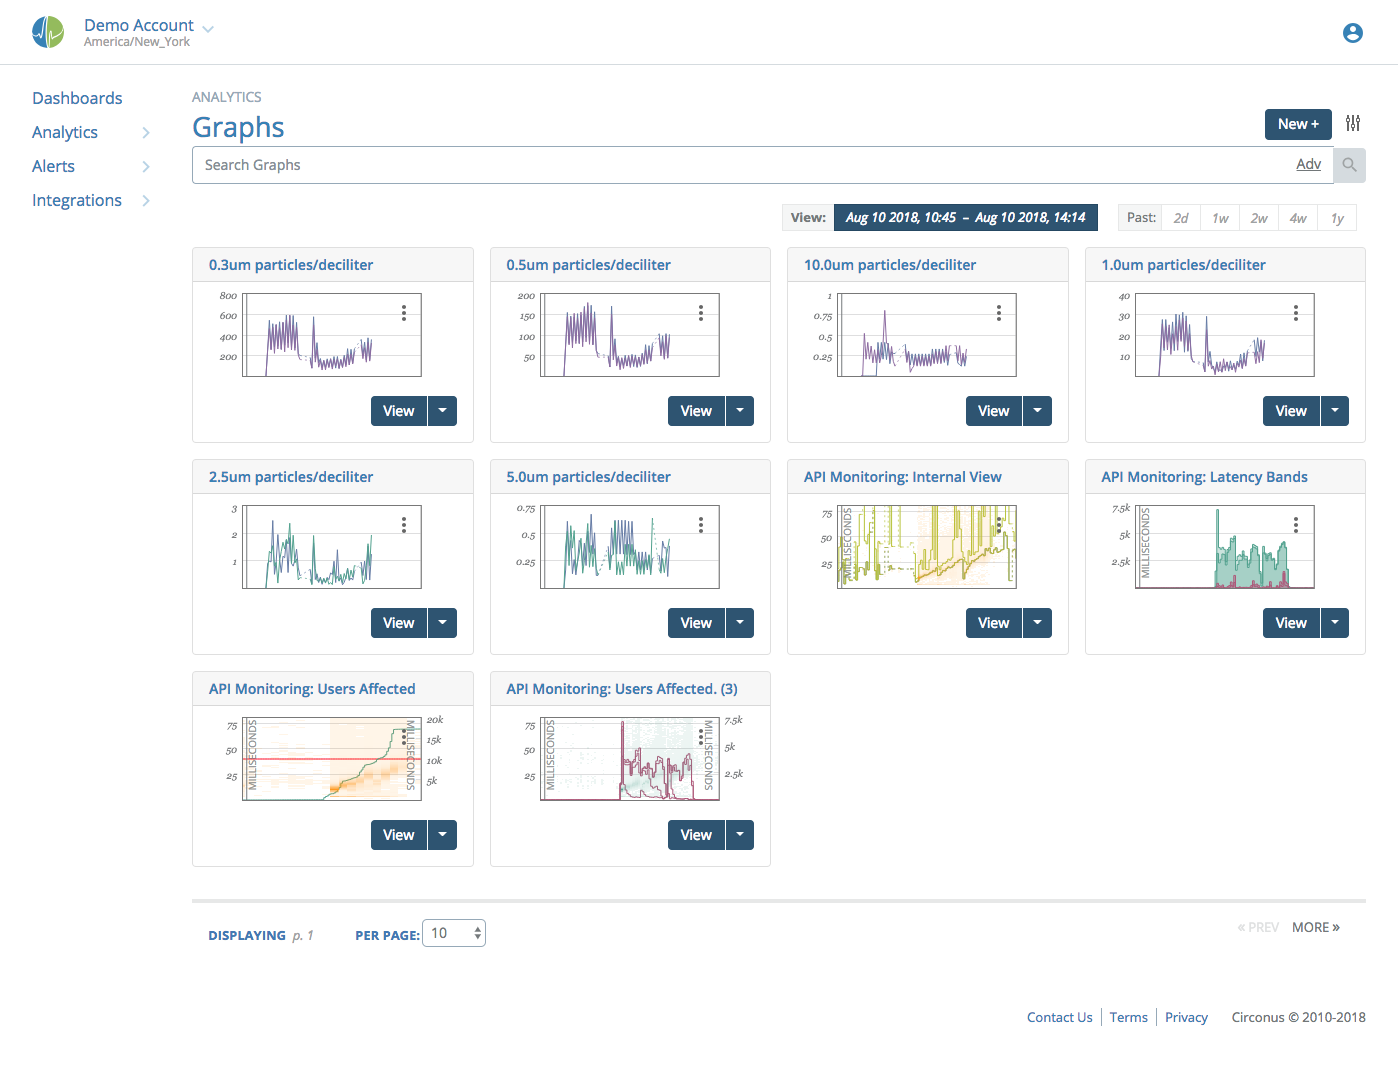 Demo Account
America/New_York
Dashboards
Analytics
Alerts
Integrations
ANALYTICS
Graphs
New +
Search Graphs
Adv
View: Aug 10 2018, 10:45 – Aug 10 2018, 14:14
Past: 2d 1w 2w 4w 1y
0.3um particles/deciliter
800
600
400
200
View
0.5um particles/deciliter
200
150
100
50
View
10.0um particles/deciliter
1
0.75
0.5
0.25
View
1.0um particles/deciliter
40
30
20
10
View
2.5um particles/deciliter
3
2
1
View
5.0um particles/deciliter
0.75
0.5
0.25
View
API Monitoring: Internal View
75
50
25
MILLISECONDS
View
API Monitoring: Latency Bands
7.5k
5k
2.5k
MILLISECONDS
View
API Monitoring: Users Affected
75
50
25
MILLISECONDS
MILLISECONDS
20k
15k
10k
5k
View
API Monitoring: Users Affected. (3)
75
50
25
MILLISECONDS
MILLISECONDS
7.5k
5k
2.5k
View
DISPLAYING p. 1
PER PAGE: 10
« PREV MORE »
Contact Us Terms Privacy Circonus © 2010-2018